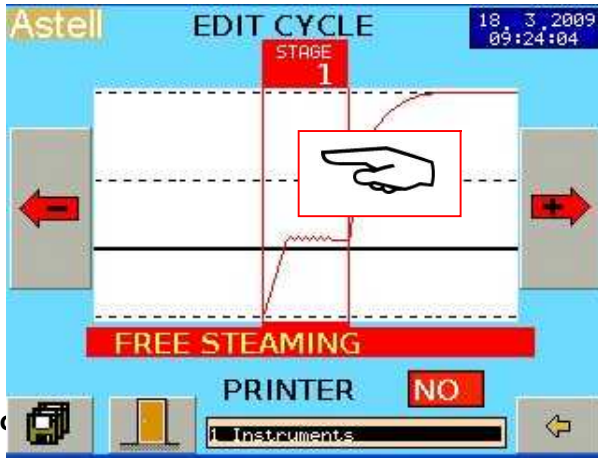 Astell EDIT CYCLE 18. 3.2009
09:24:04
STAGE
1
-
+
FREE STEAMING
PRINTER NO
1 Instruments